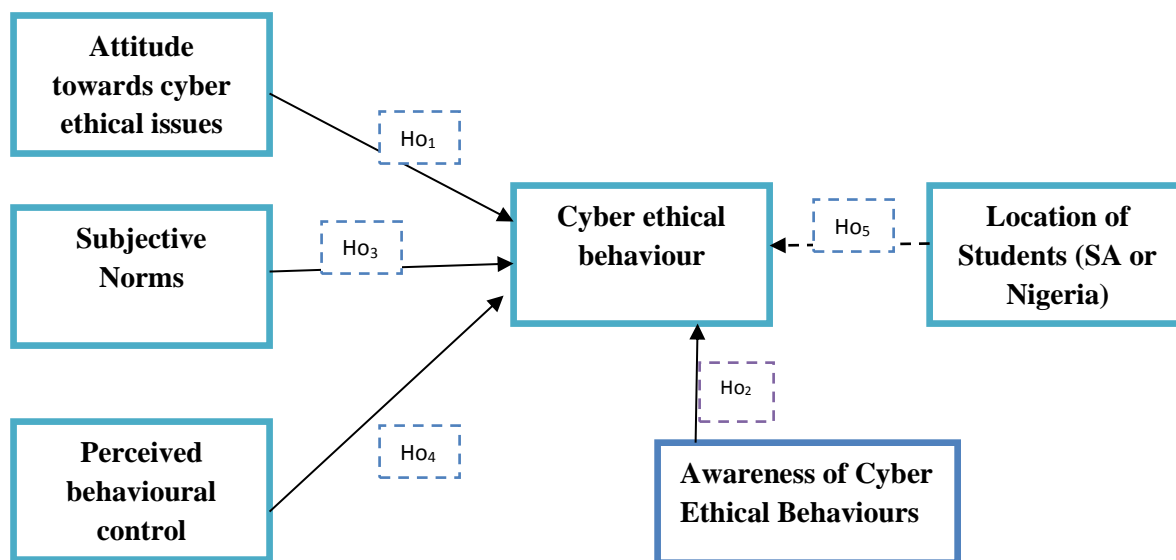 Attitude
towards cyber
ethical issues
Ho₁
Subjective
Norms
Ho₃
Cyber ethical
behaviour
Ho₅
Location of
Students (SA or
Nigeria)
Ho₂
Perceived
behavioural
control
Ho₄
Awareness of Cyber
Ethical Behaviours